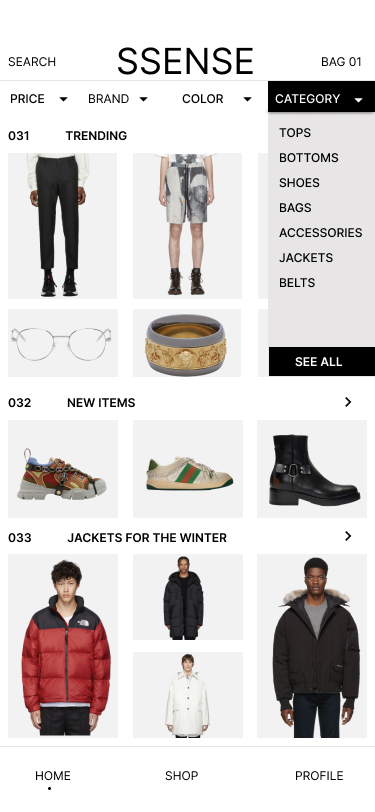 SEARCH
SSENSE
BAG 01
PRICE
BRAND
COLOR
CATEGORY
TOPS
BOTTOMS
SHOES
BAGS
ACCESSORIES
JACKETS
BELTS
SEE ALL
031 TRENDING
032 NEW ITEMS
033 JACKETS FOR THE WINTER
HOME
SHOP
PROFILE